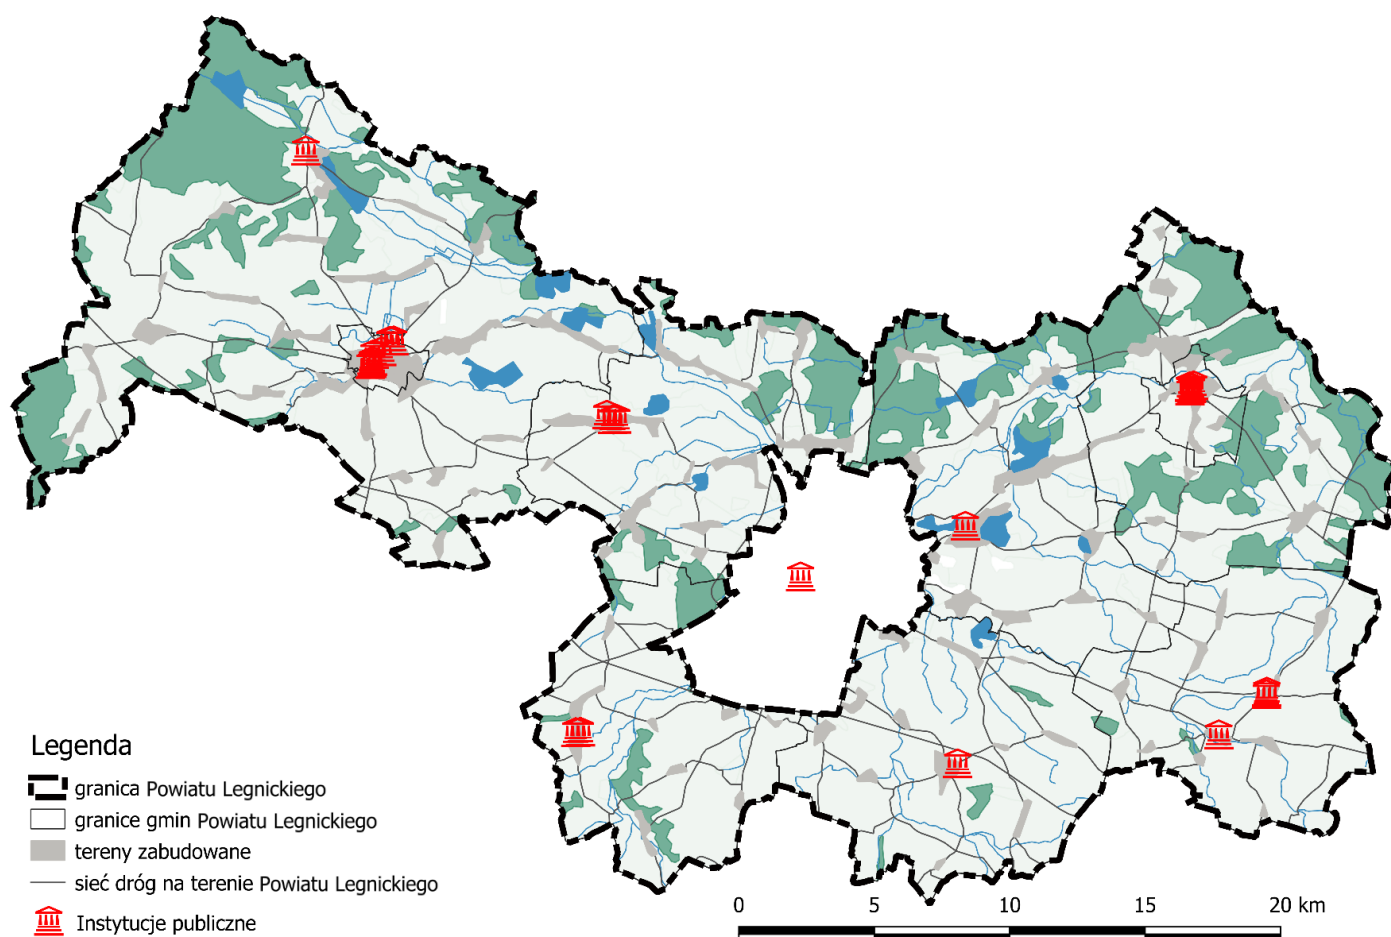 Legenda
granica Powiatu Legnickiego
granice gmin Powiatu Legnickiego
tereny zabudowane
sieć dróg na terenie Powiatu Legnickiego
Instytucje publiczne
0 5 10 15 20 km